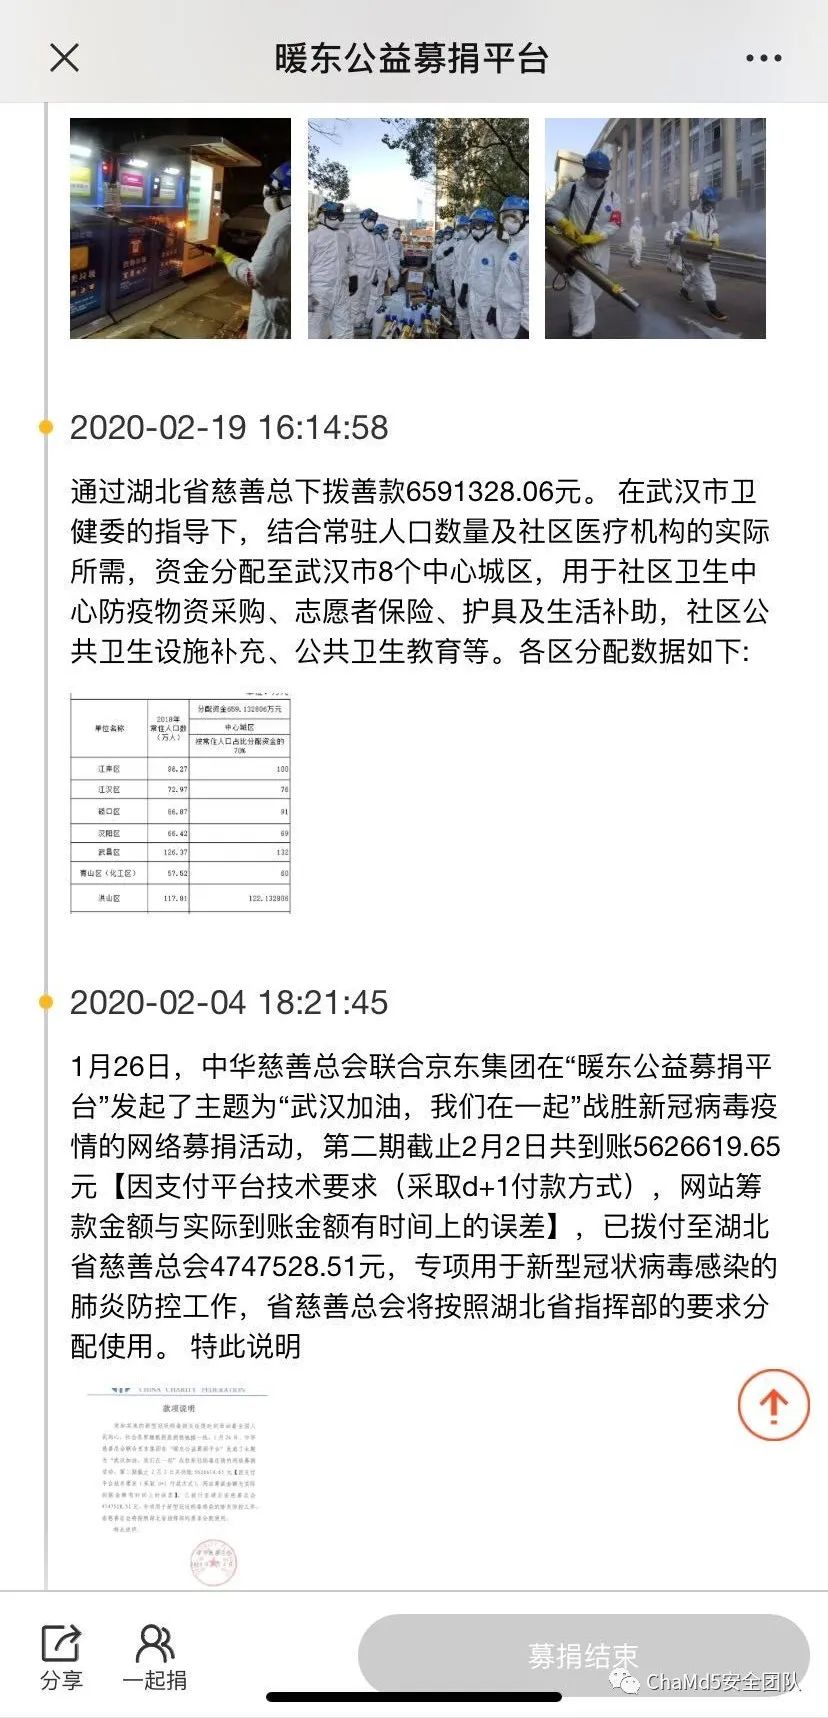 暖东公益募捐平台
2020-02-19 16:14:58
通过湖北省慈善总下拨善款6591328.06元。 在武汉市卫
健委的指导下，结合常驻人口数量及社区医疗机构的实际
所需，资金分配至武汉市8个中心城区，用于社区卫生中
心防疫物资采购、志愿者保险、护具及生活补助，社区公
共卫生设施补充、公共卫生教育等。各区分配数据如下:
单位名称 2018年常住人口数（万人） 分配资金659.132806万元
中心城区
按常住人口占比分配资金的70%
江岸区 96.27 100
江汉区 72.97 76
硚口区 86.87 91
汉阳区 66.42 69
武昌区 126.37 132
青山区（化工区） 57.52 60
洪山区 117.81 122.132806
2020-02-04 18:21:45
1月26日，中华慈善总会联合京东集团在“暖东公益募捐平
台”发起了主题为“武汉加油，我们在一起”战胜新冠病毒疫
情的网络募捐活动，第二期截止2月2日共到账5626619.65
元【因支付平台技术要求（采取d+1付款方式），网站筹
款金额与实际到账金额有时间上的误差】，已拨付至湖北
省慈善总会4747528.51元，专项用于新型冠状病毒感染的
肺炎防控工作，省慈善总会将按照湖北省指挥部的要求分
配使用。 特此说明
CHINA CHARITY FEDERATION
款项说明
分享
一起捐
募捐结束
ChaMd5安全团队